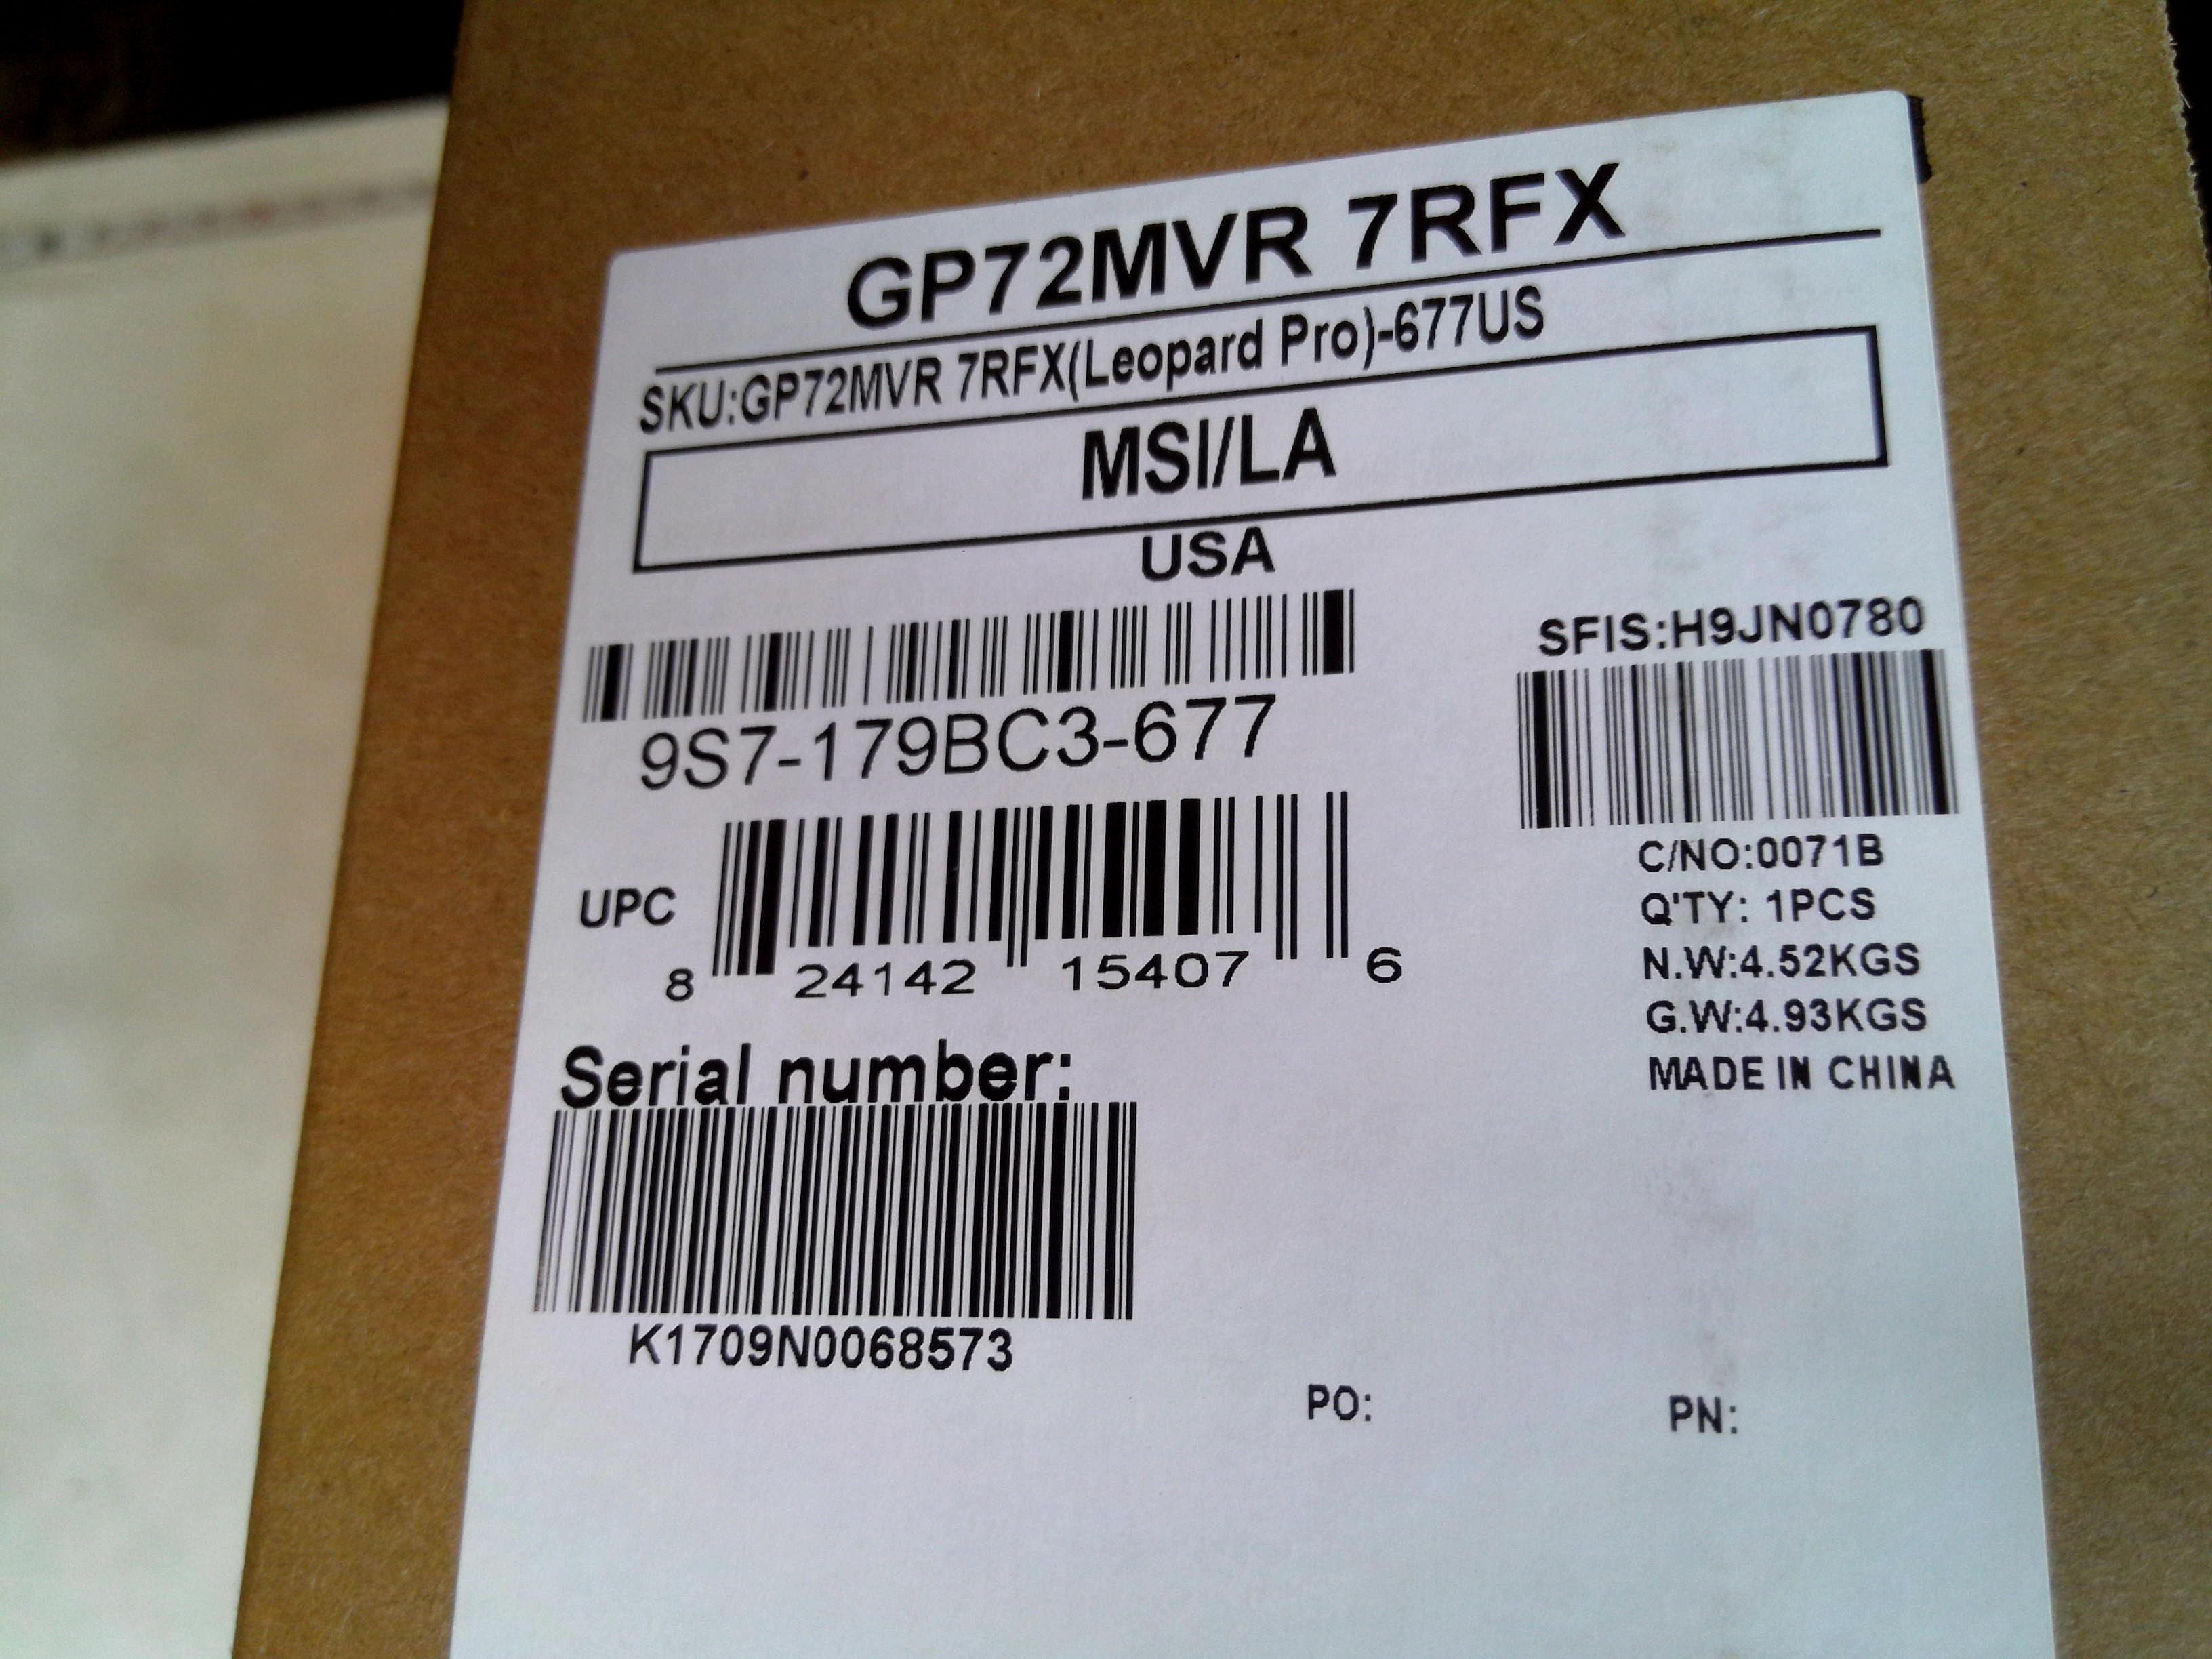 GP72MVR 7RFX
SKU:GP72MVR 7RFX(Leopard Pro)-677US
MSI/LA
USA
9S7-179BC3-677
UPC
8 24142 15407 6
SFIS:H9JN0780
C/NO:0071B
Q'TY: 1PCS
N.W:4.52KGS
G.W:4.93KGS
MADE IN CHINA
Serial number:
K1709N0068573
PO:
PN: